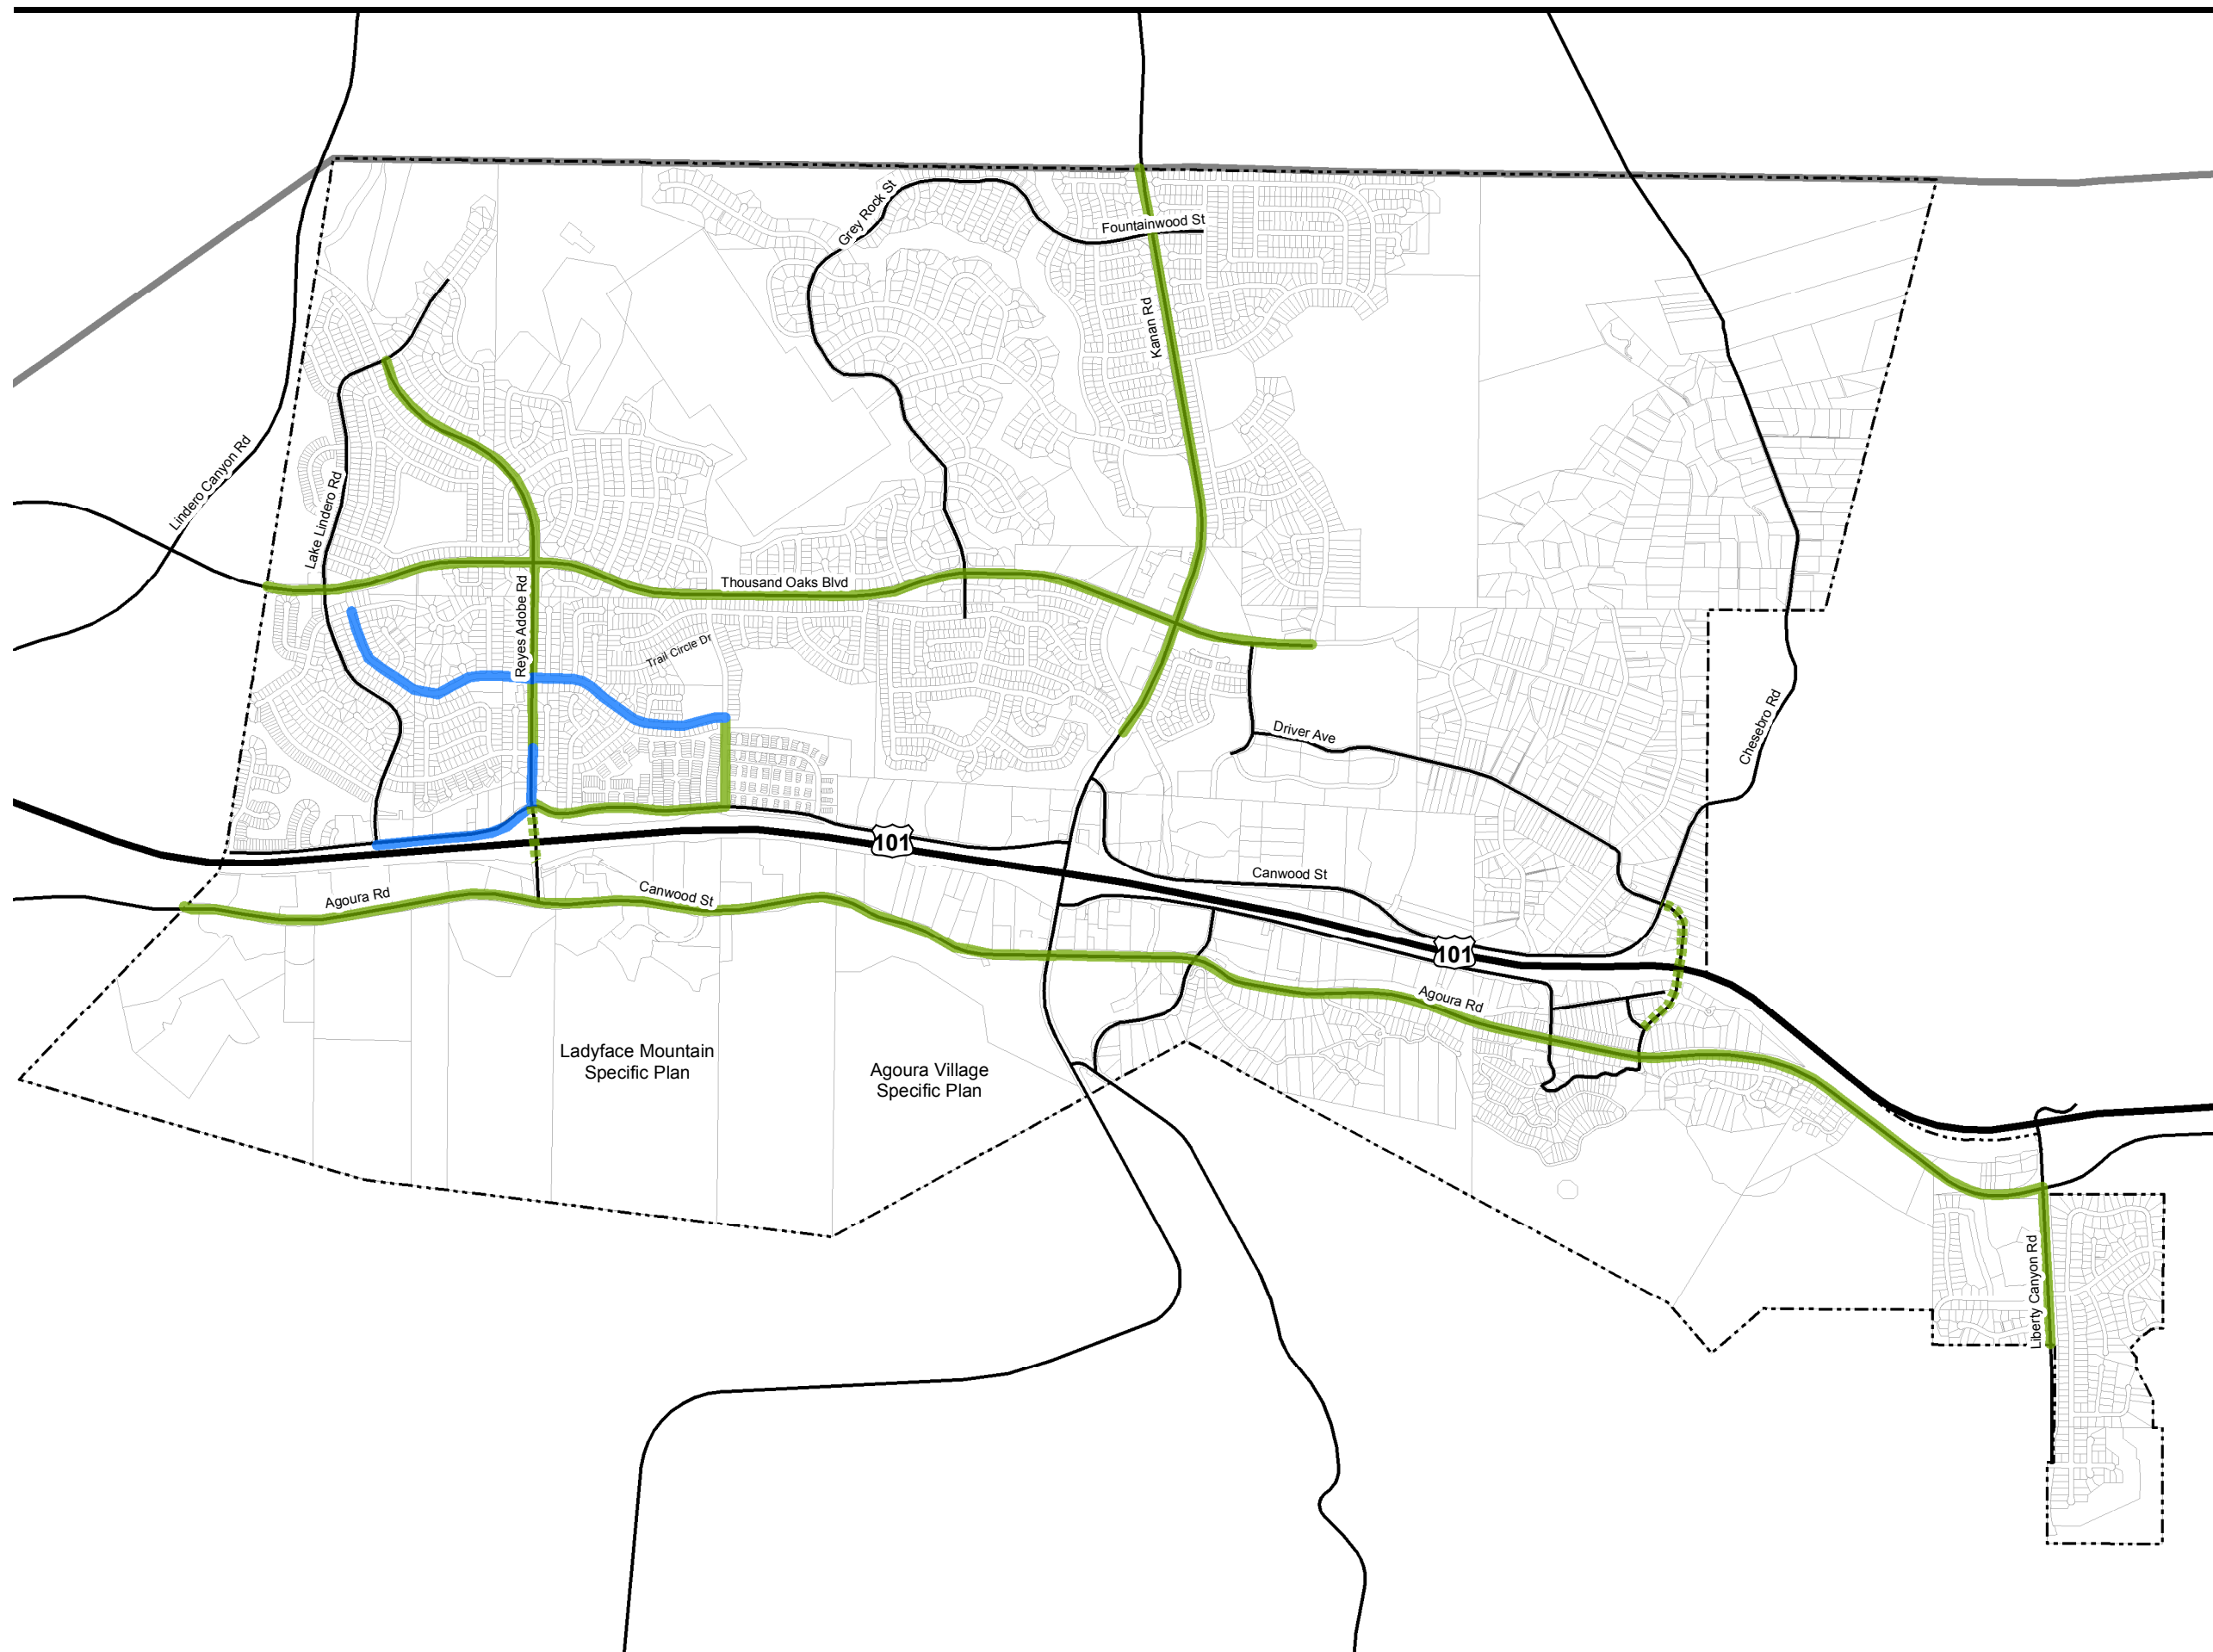 Grey Rock St
Fountainwood St
Kanan Rd
Lindero Canyon Rd
Lake Lindero Rd
Thousand Oaks Blvd
Reyes Adobe Rd
Trail Circle Dr
Chesebro Rd
Driver Ave
101
Canwood St
Agoura Rd
Canwood St
101
Agoura Rd
Ladyface Mountain
Specific Plan
Agoura Village
Specific Plan
Liberty Canyon Rd